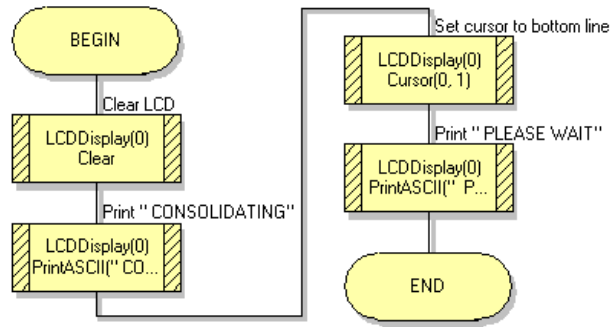 BEGIN
Clear LCD
LCDDisplay(0)
Clear
Print " CONSOLIDATING"
LCDDisplay(0)
PrintASCII(" CO...
Set cursor to bottom line
LCDDisplay(0)
Cursor(0, 1)
Print " PLEASE WAIT"
LCDDisplay(0)
PrintASCII("  P...
END